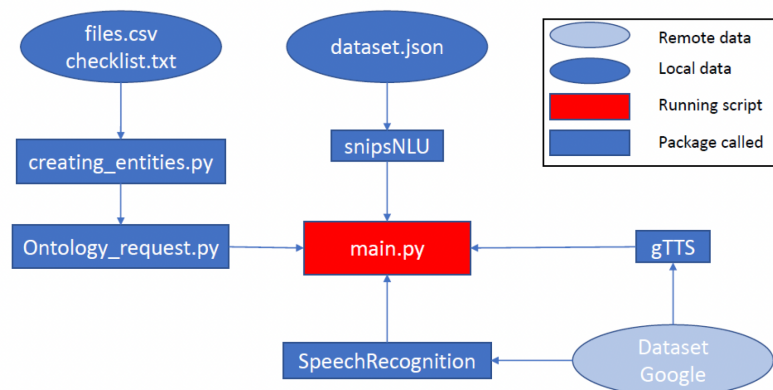 files.csv
checklist.txt
dataset.json
Remote data
Local data
Running script
Package called
creating_entities.py
snipsNLU
Ontology_request.py
main.py
gTTS
SpeechRecognition
Dataset
Google